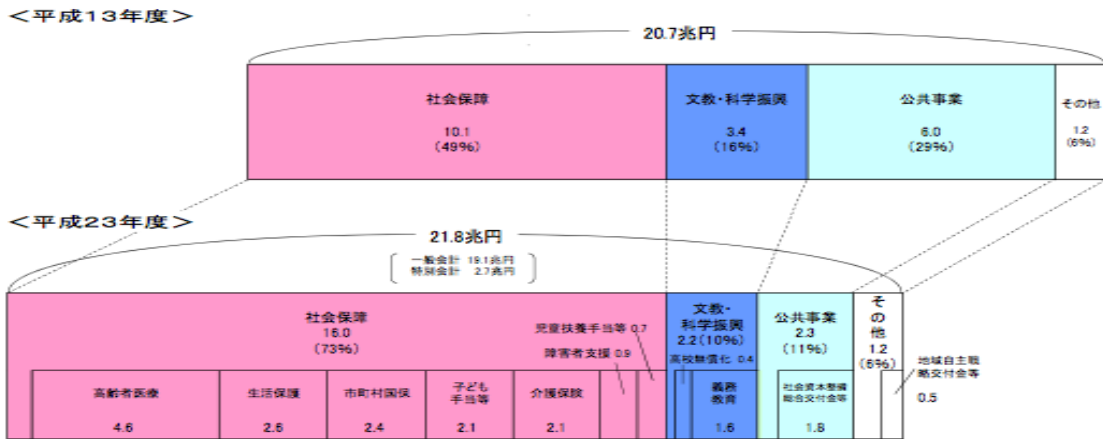 ＜平成１３年度＞
20.7兆円
社会保障
10.1
(49%)
文教・科学振興
3.4
(16%)
公共事業
6.0
(29%)
その他
1.2
(6%)
＜平成２３年度＞
21.8兆円
一般会計 19.1兆円
特別会計 2.7兆円
社会保障
16.0
(73%)
児童扶養手当等 0.7
障害者支援 0.9
高齢者医療
4.6
生活保護
2.6
市町村国保
2.4
子ども
手当等
2.1
介護保険
2.1
文教・
科学振興
2.2(10%)
高校無償化 0.4
義務
教育
1.6
公共事業
2.3
(11%)
社会資本整備
総合交付金等
1.8
そ
の
他
1.2
(6%)
地域自主戦
略交付金等
0.5